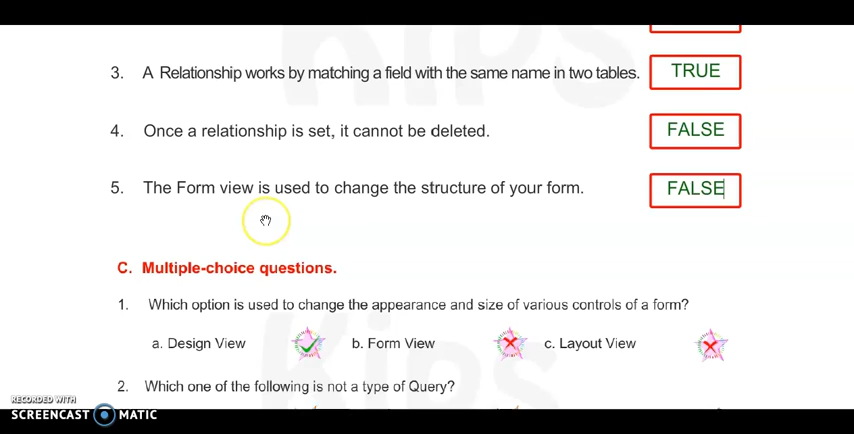 3. A Relationship works by matching a field with the same name in two tables. TRUE
4. Once a relationship is set, it cannot be deleted. FALSE
5. The Form view is used to change the structure of your form. FALSE
C. Multiple-choice questions.
1. Which option is used to change the appearance and size of various controls of a form?
a. Design View b. Form View c. Layout View
2. Which one of the following is not a type of Query?
Kips
Kips
RECORDED WITH
SCREENCAST MATIC